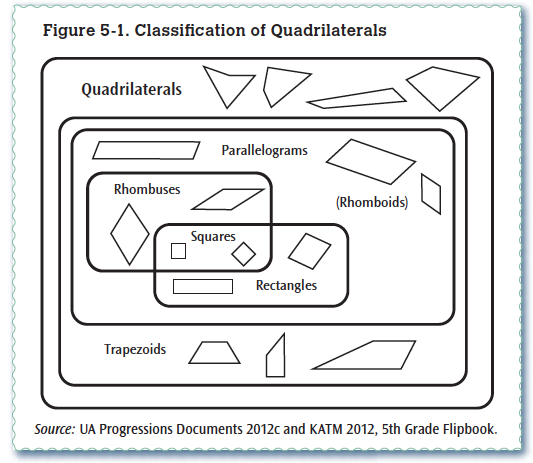 Figure 5-1. Classification of Quadrilaterals
Quadrilaterals
Parallelograms
Rhombuses
(Rhomboids)
Squares
Rectangles
Trapezoids
Source: UA Progressions Documents 2012c and KATM 2012, 5th Grade Flipbook.